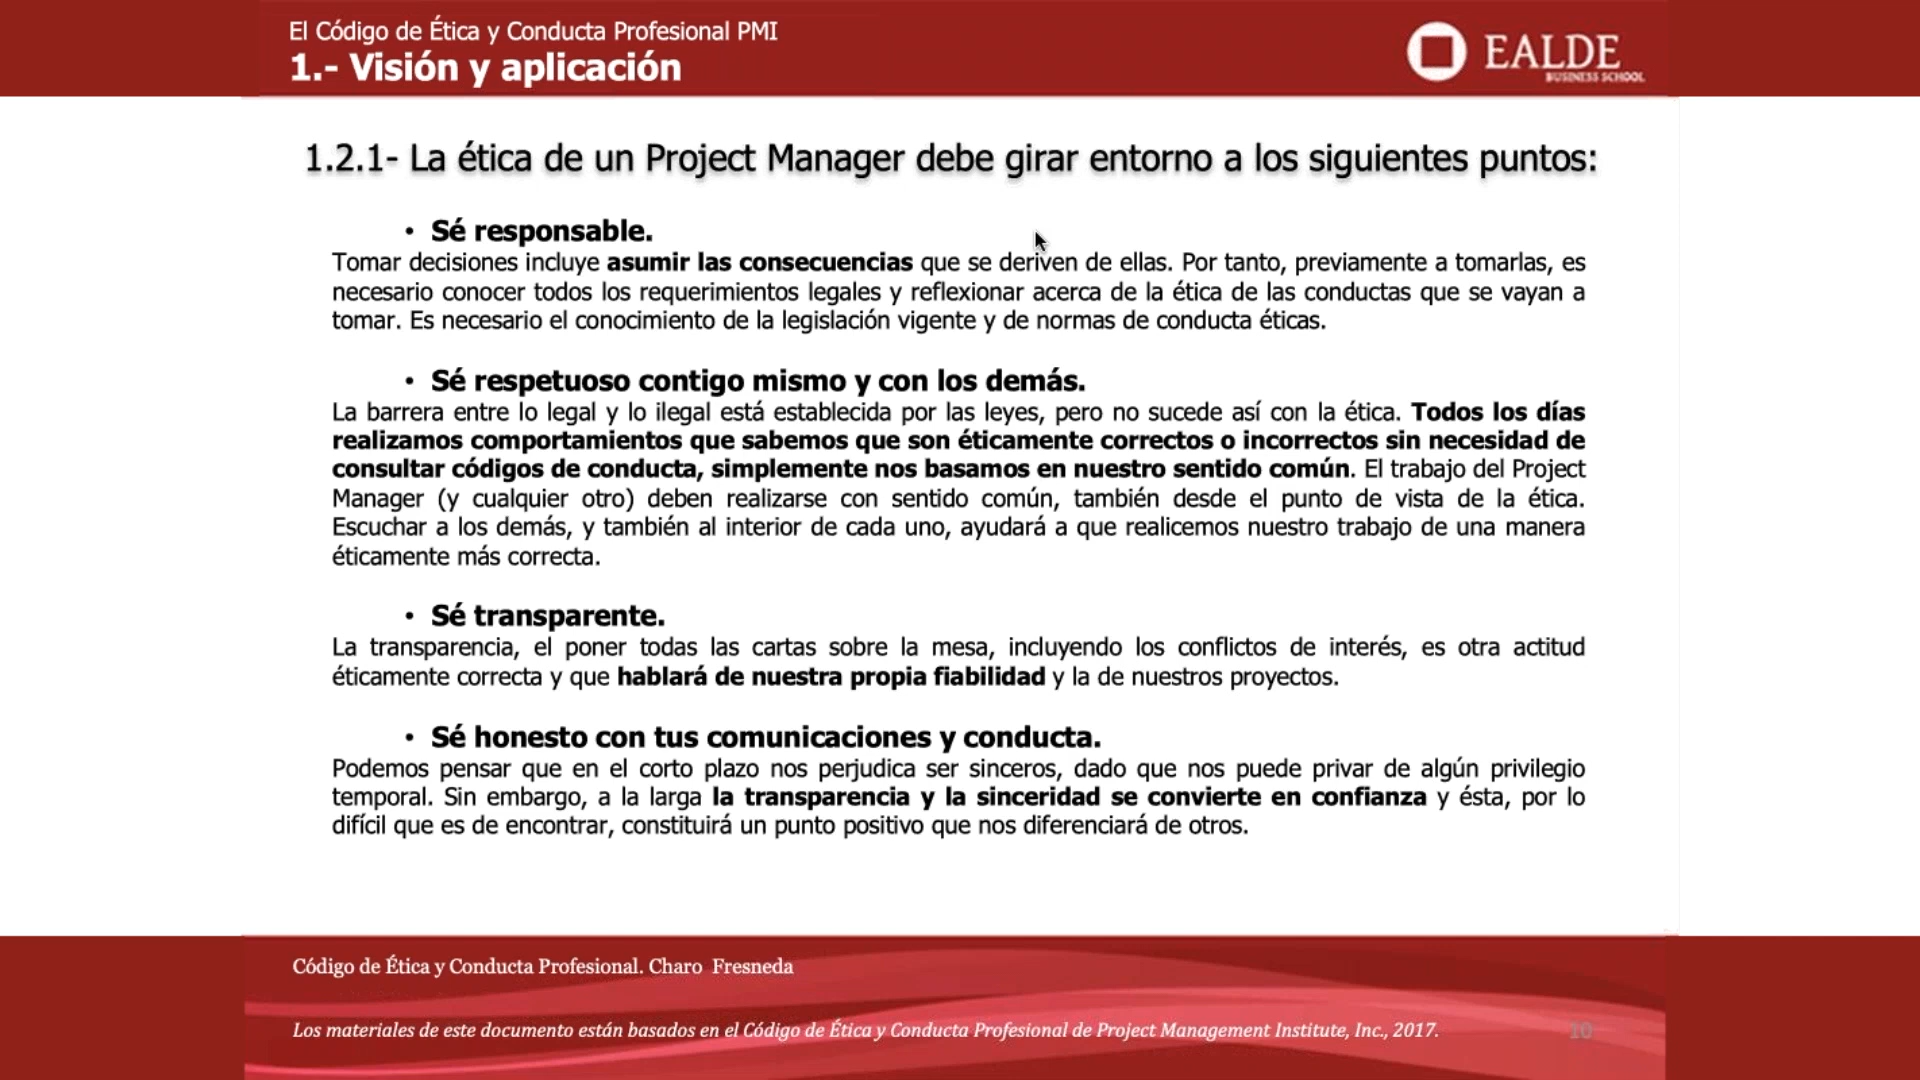 El Código de Ética y Conducta Profesional PMI
1.- Visión y aplicación
EALDE
BUSINESS SCHOOL
1.2.1- La ética de un Project Manager debe girar entorno a los siguientes puntos:
• Sé responsable.
Tomar decisiones incluye asumir las consecuencias que se deriven de ellas. Por tanto, previamente a tomarlas, es
necesario conocer todos los requerimientos legales y reflexionar acerca de la ética de las conductas que se vayan a
tomar. Es necesario el conocimiento de la legislación vigente y de normas de conducta éticas.
• Sé respetuoso contigo mismo y con los demás.
La barrera entre lo legal y lo ilegal está establecida por las leyes, pero no sucede así con la ética. Todos los días
realizamos comportamientos que sabemos que son éticamente correctos o incorrectos sin necesidad de
consultar códigos de conducta, simplemente nos basamos en nuestro sentido común. El trabajo del Project
Manager (y cualquier otro) deben realizarse con sentido común, también desde el punto de vista de la ética.
Escuchar a los demás, y también al interior de cada uno, ayudará a que realicemos nuestro trabajo de una manera
éticamente más correcta.
• Sé transparente.
La transparencia, el poner todas las cartas sobre la mesa, incluyendo los conflictos de interés, es otra actitud
éticamente correcta y que hablará de nuestra propia fiabilidad y la de nuestros proyectos.
• Sé honesto con tus comunicaciones y conducta.
Podemos pensar que en el corto plazo nos perjudica ser sinceros, dado que nos puede privar de algún privilegio
temporal. Sin embargo, a la larga la transparencia y la sinceridad se convierte en confianza y ésta, por lo
difícil que es de encontrar, constituirá un punto positivo que nos diferenciará de otros.
Código de Ética y Conducta Profesional. Charo Fresneda
Los materiales de este documento están basados en el Código de Ética y Conducta Profesional de Project Management Institute, Inc., 2017.
10